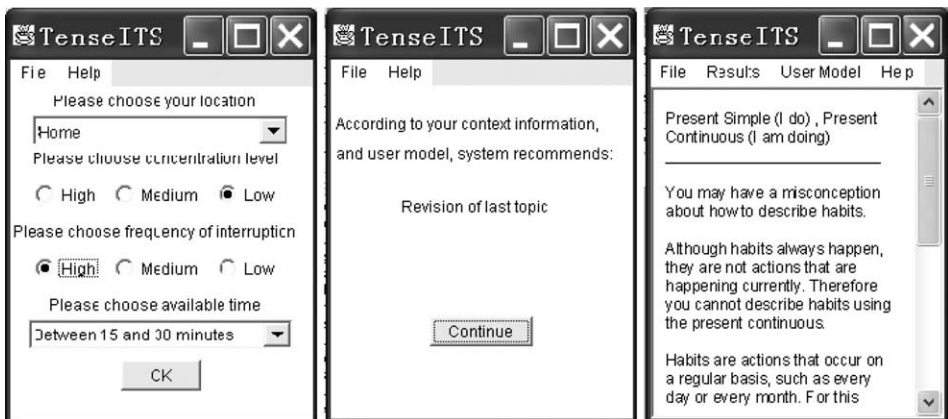 TenseITS
File Help
Please choose your location
Home
Please choose concentration level
High Medium Low
Please choose frequency of interruption
High Medium Low
Please choose available time
Between 15 and 30 minutes
OK
TenseITS
File Help
According to your context information,
and user model, system recommends:
Revision of last topic
Continue
TenseITS
File Results User Model Help
Present Simple (I do) , Present
Continuous (I am doing)
You may have a misconception
about how to describe habits.
Although habits always happen,
they are not actions that are
happening currently. Therefore
you cannot describe habits using
the present continuous.
Habits are actions that occur on
a regular basis, such as every
day or every month. For this